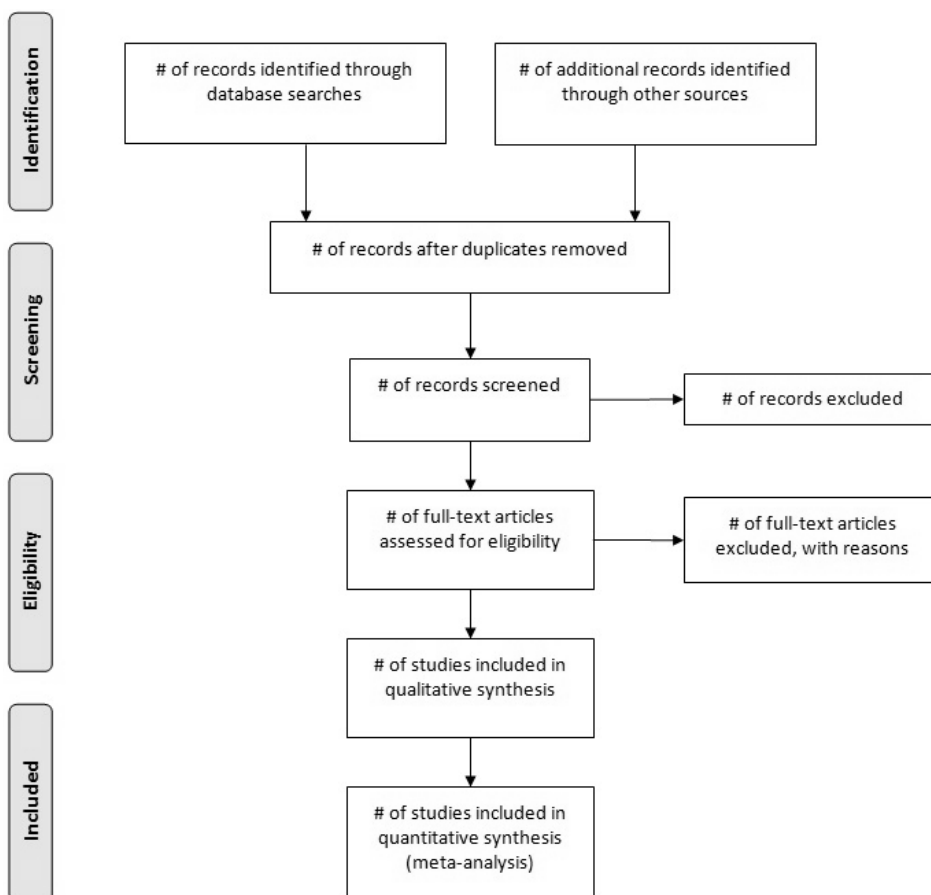 Identification
# of records identified through
database searches
# of additional records identified
through other sources
# of records after duplicates removed
Screening
# of records screened
# of records excluded
Eligibility
# of full-text articles
assessed for eligibility
# of full-text articles
excluded, with reasons
# of studies included in
qualitative synthesis
Included
# of studies included in
quantitative synthesis
(meta-analysis)